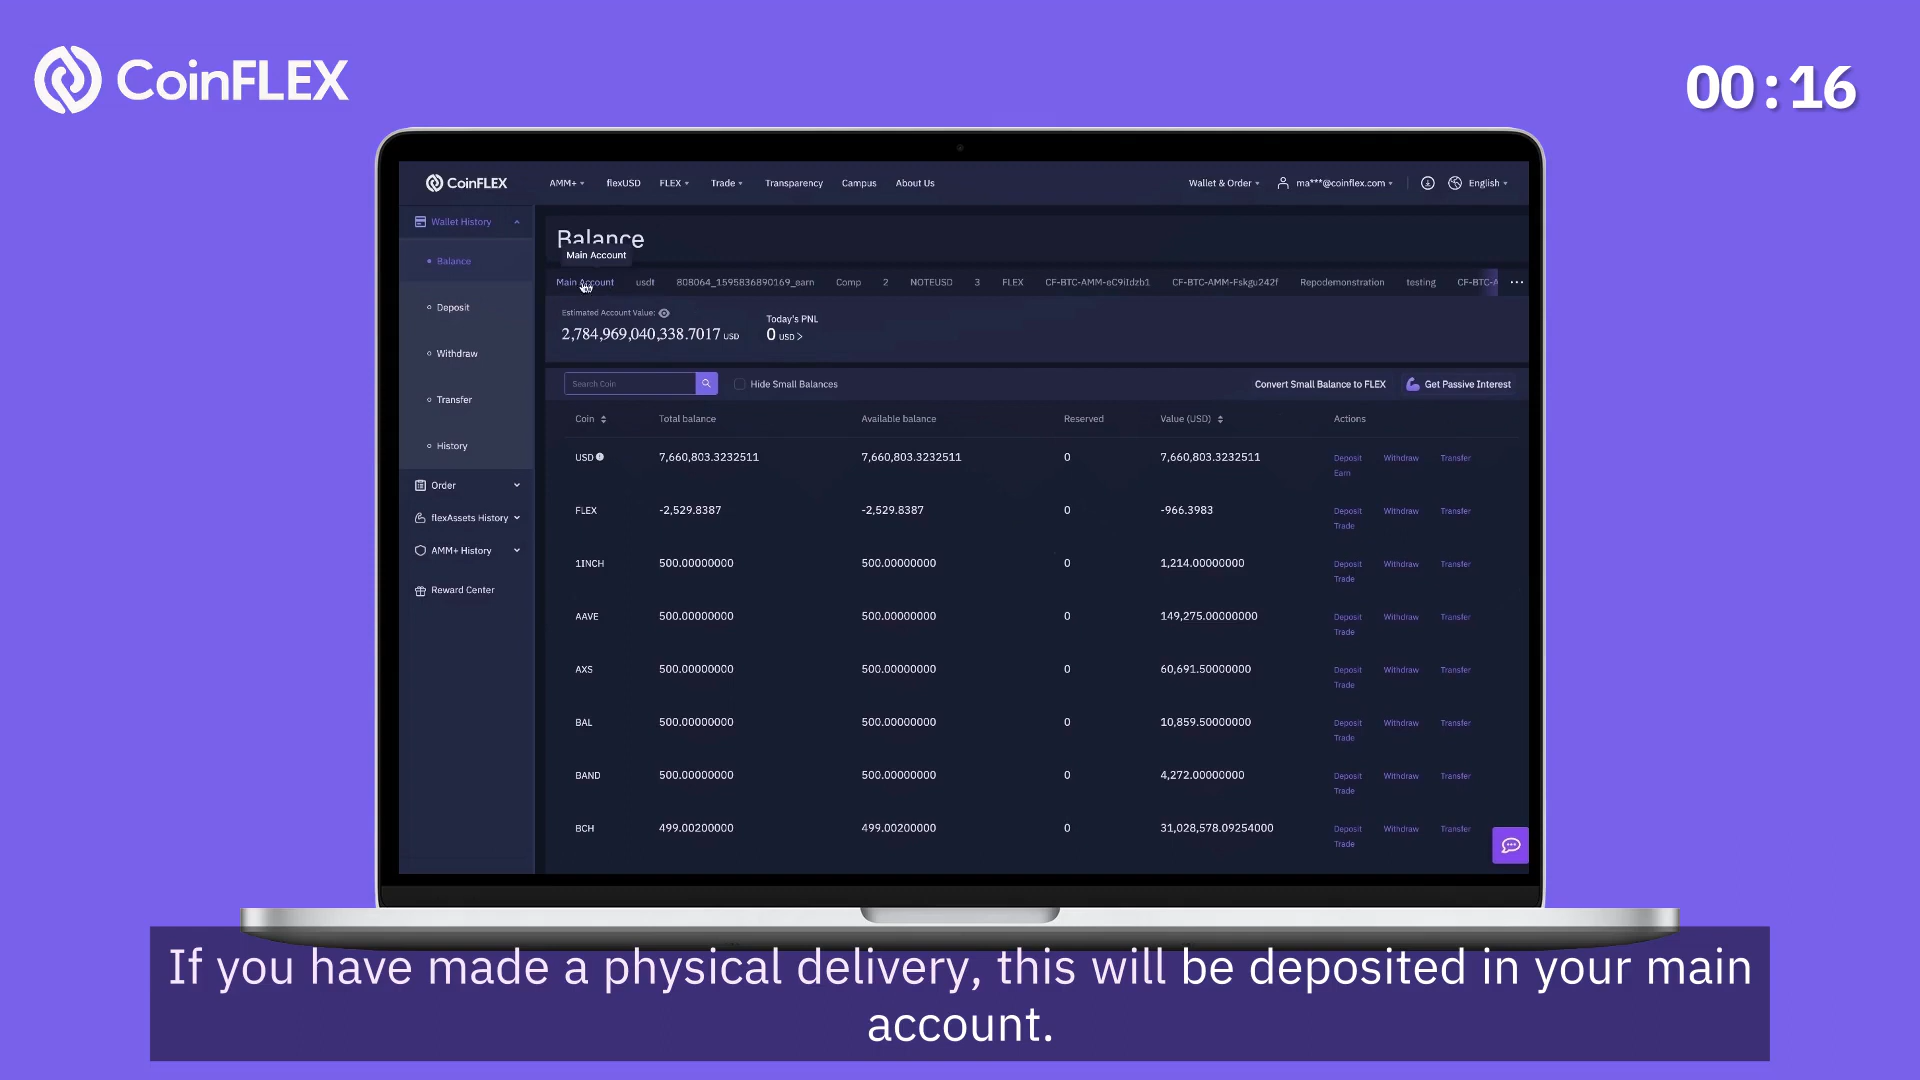 CoinFLEX
00:16
CoinFLEX AMM+ flexUSD FLEX Trade Transparency Campus About Us Wallet & Order ma***@coinflex.com English
Wallet History
Balance
Deposit
Withdraw
Transfer
History
Order
flexAssets History
AMM+ History
Reward Center
Balance
Main Account
Main Account usdt 808064_1595836890169_earn Comp 2 NOTEUSD 3 FLEX CF-BTC-AMM-eC9iIdzb1 CF-BTC-AMM-Fskgu242f Repodemonstration testing CF-BTC-A ...
Estimated Account Value:
2,784,969,040,338.7017 USD
Today's PNL
0 USD >
Search Coin Hide Small Balances Convert Small Balance to FLEX Get Passive Interest
Coin Total balance Available balance Reserved Value (USD) Actions
USD 7,660,803.3232511 7,660,803.3232511 0 7,660,803.3232511 Deposit Withdraw Transfer
Earn
FLEX -2,529.8387 -2,529.8387 0 -966.3983 Deposit Withdraw Transfer
Trade
1INCH 500.00000000 500.00000000 0 1,214.00000000 Deposit Withdraw Transfer
Trade
AAVE 500.00000000 500.00000000 0 149,275.00000000 Deposit Withdraw Transfer
Trade
AXS 500.00000000 500.00000000 0 60,691.50000000 Deposit Withdraw Transfer
Trade
BAL 500.00000000 500.00000000 0 10,859.50000000 Deposit Withdraw Transfer
Trade
BAND 500.00000000 500.00000000 0 4,272.00000000 Deposit Withdraw Transfer
Trade
BCH 499.00200000 499.00200000 0 31,028,578.09254000 Deposit Withdraw Transfer
Trade
If you have made a physical delivery, this will be deposited in your main
account.